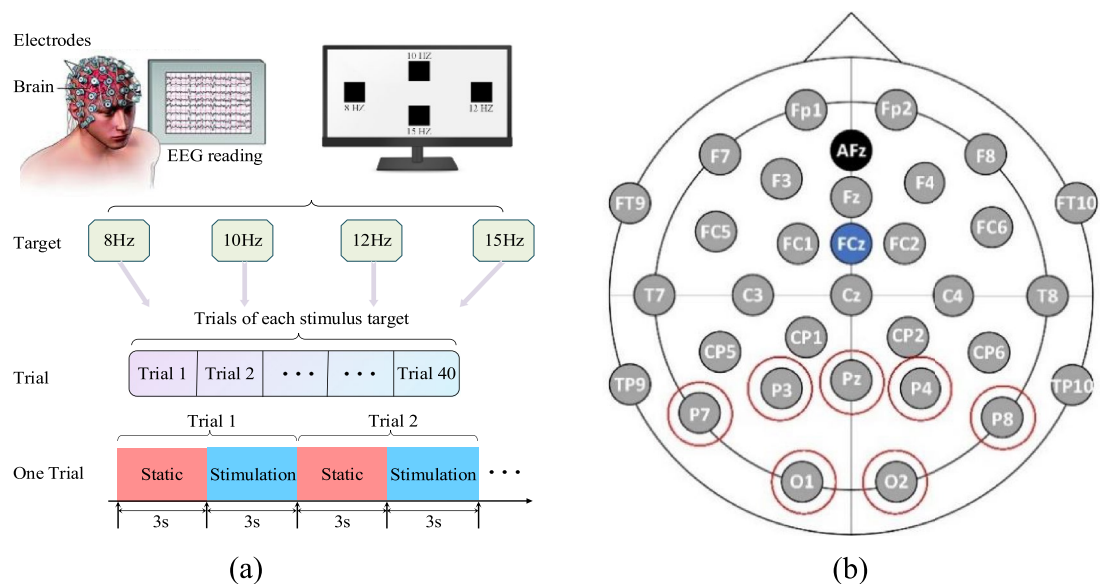 Electrodes
Brain
EEG reading
10 HZ
8 HZ
12 HZ
15 HZ
Target
8Hz
10Hz
12Hz
15Hz
Trials of each stimulus target
Trial
Trial 1
Trial 2
• • •
• • •
Trial 40
Trial 1
Trial 2
One Trial
Static
Stimulation
Static
Stimulation
• • •
3s
3s
3s
3s
(a)
Fp1
Fp2
AFz
F7
F8
F3
F4
Fz
FT9
FT10
FC5
FC6
FC1
FCz
FC2
T7
C3
Cz
C4
T8
CP1
CP2
CP5
CP6
TP9
TP10
P3
Pz
P4
P7
P8
O1
O2
(b)